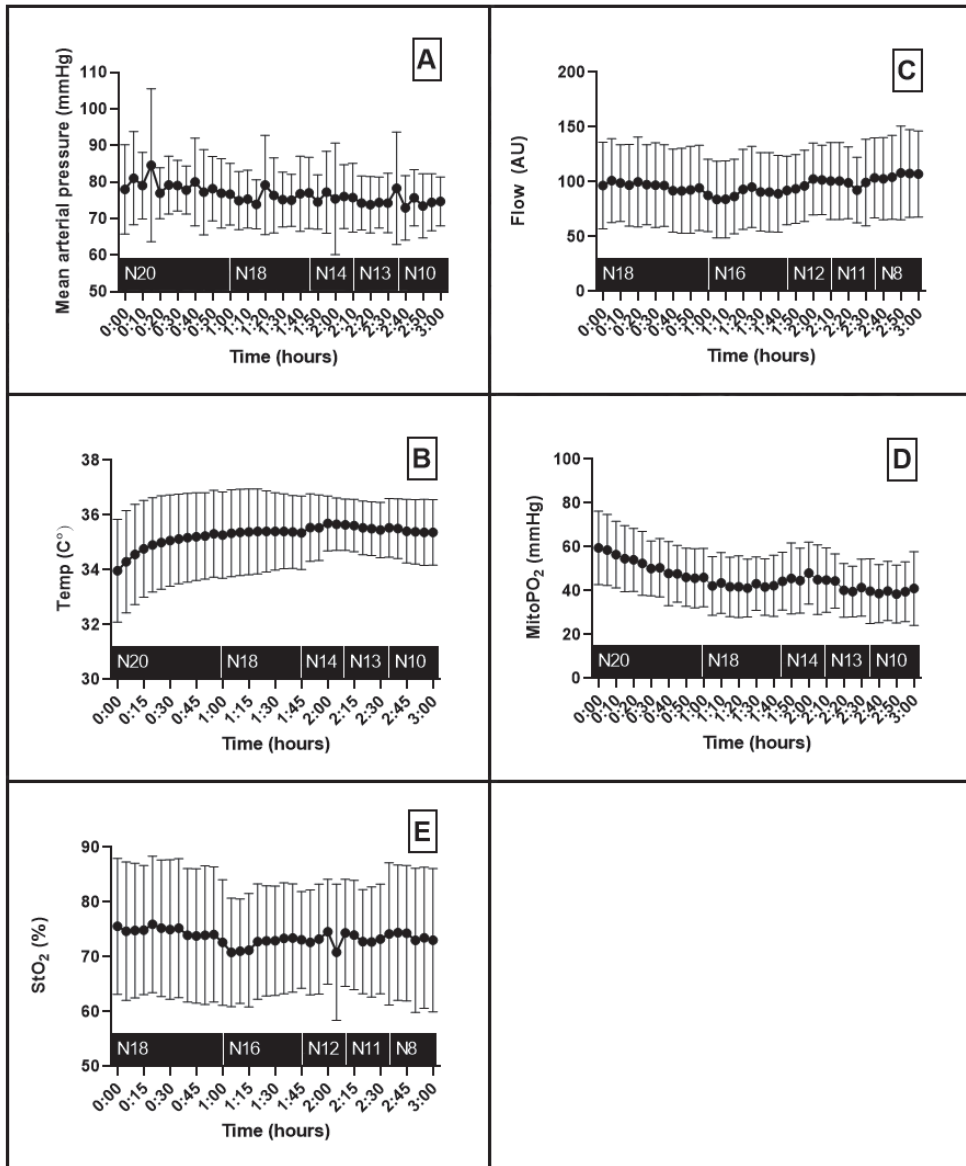 A
Mean arterial pressure (mmHg)
110
100
90
80
70
60
50
N20 N18 N14 N13 N10
0:00 0:10 0:20 0:30 0:40 0:50 1:00 1:10 1:20 1:30 1:40 1:50 2:00 2:10 2:20 2:30 2:40 2:50 3:00
Time (hours)
C
Flow (AU)
200
150
100
50
0
N18 N16 N12 N11 N8
0:00 0:10 0:20 0:30 0:40 0:50 1:00 1:10 1:20 1:30 1:40 1:50 2:00 2:10 2:20 2:30 2:40 2:50 3:00
Time (hours)
B
Temp (C°)
38
36
34
32
30
N20 N18 N14 N13 N10
0:00 0:15 0:30 0:45 1:00 1:15 1:30 1:45 2:00 2:15 2:30 2:45 3:00
Time (hours)
D
MitoPO₂ (mmHg)
100
80
60
40
20
0
N20 N18 N14 N13 N10
0:00 0:10 0:20 0:30 0:40 0:50 1:00 1:10 1:20 1:30 1:40 1:50 2:00 2:10 2:20 2:30 2:40 2:50 3:00
Time (hours)
E
StO₂ (%)
90
80
70
60
50
N18 N16 N12 N11 N8
0:00 0:15 0:30 0:45 1:00 1:15 1:30 1:45 2:00 2:15 2:30 2:45 3:00
Time (hours)